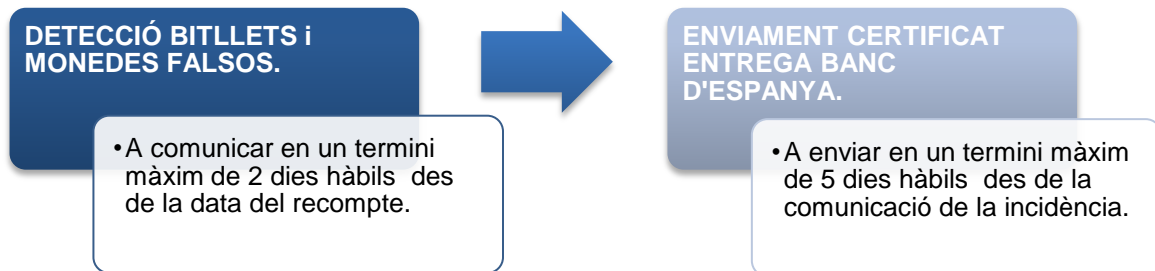 DETECCIÓ BITLLETS i
MONEDES FALSOS.
•A comunicar en un termini
màxim de 2 dies hàbils  des
de la data del recompte.
ENVIAMENT CERTIFICAT
ENTREGA BANC
D'ESPANYA.
•A enviar en un termini màxim
de 5 dies hàbils  des de la
comunicació de la incidència.